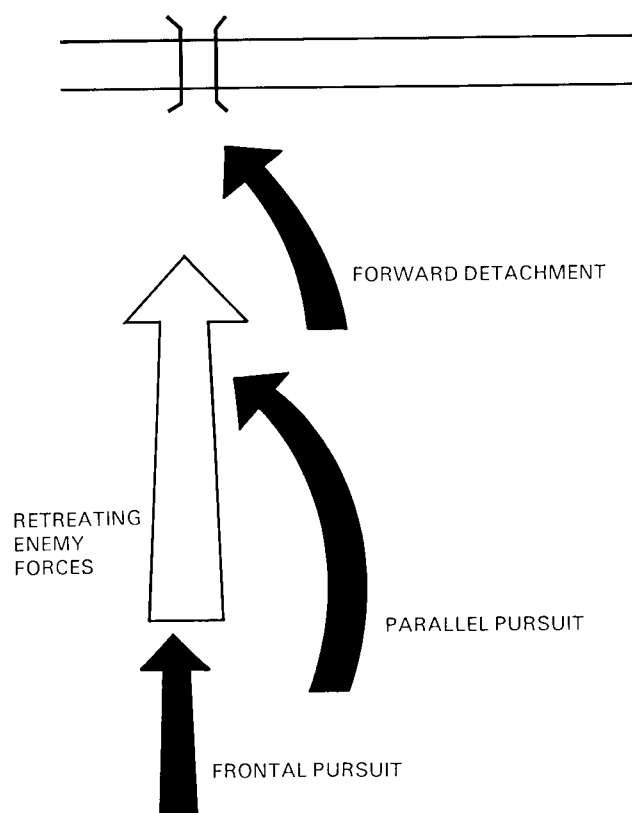 FORWARD DETACHMENT
RETREATING
ENEMY
FORCES
PARALLEL PURSUIT
FRONTAL PURSUIT